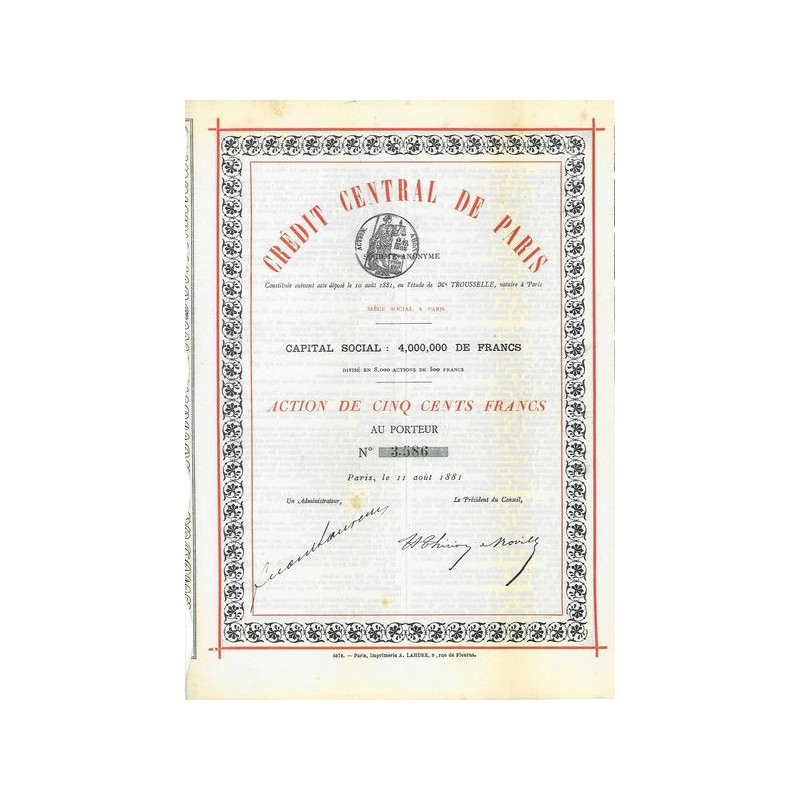 CRÉDIT CENTRAL DE PARIS
SOCIÉTÉ ANONYME
Constituée suivant acte déposé le 10 août 1881, en l'étude de Me TROUSSELLE, notaire à Paris
SIÈGE SOCIAL A PARIS
CAPITAL SOCIAL : 4,000,000 DE FRANCS
DIVISÉ EN 8,000 ACTIONS DE 500 FRANCS
ACTION DE CINQ CENTS FRANCS
AU PORTEUR
N° 3.586
Paris, le 11 août 1881
Un Administrateur, Le Président du Conseil,
Paris, Imprimerie A. LAHURE, 9, rue de Fleurus.